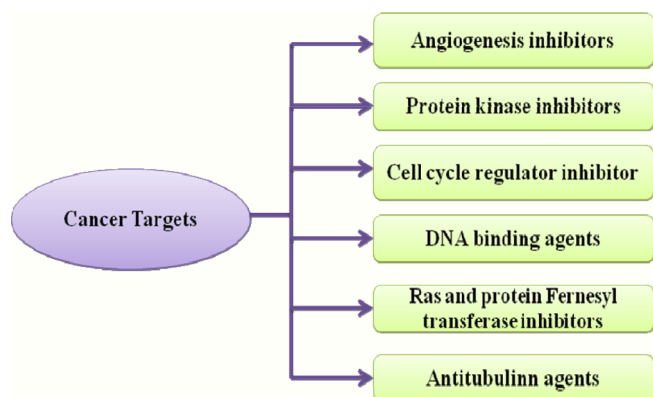 Angiogenesis inhibitors
Protein kinase inhibitors
Cell cycle regulator inhibitor
Cancer Targets
DNA binding agents
Ras and protein Fernesyl
transferase inhibitors
Antitubulinn agents